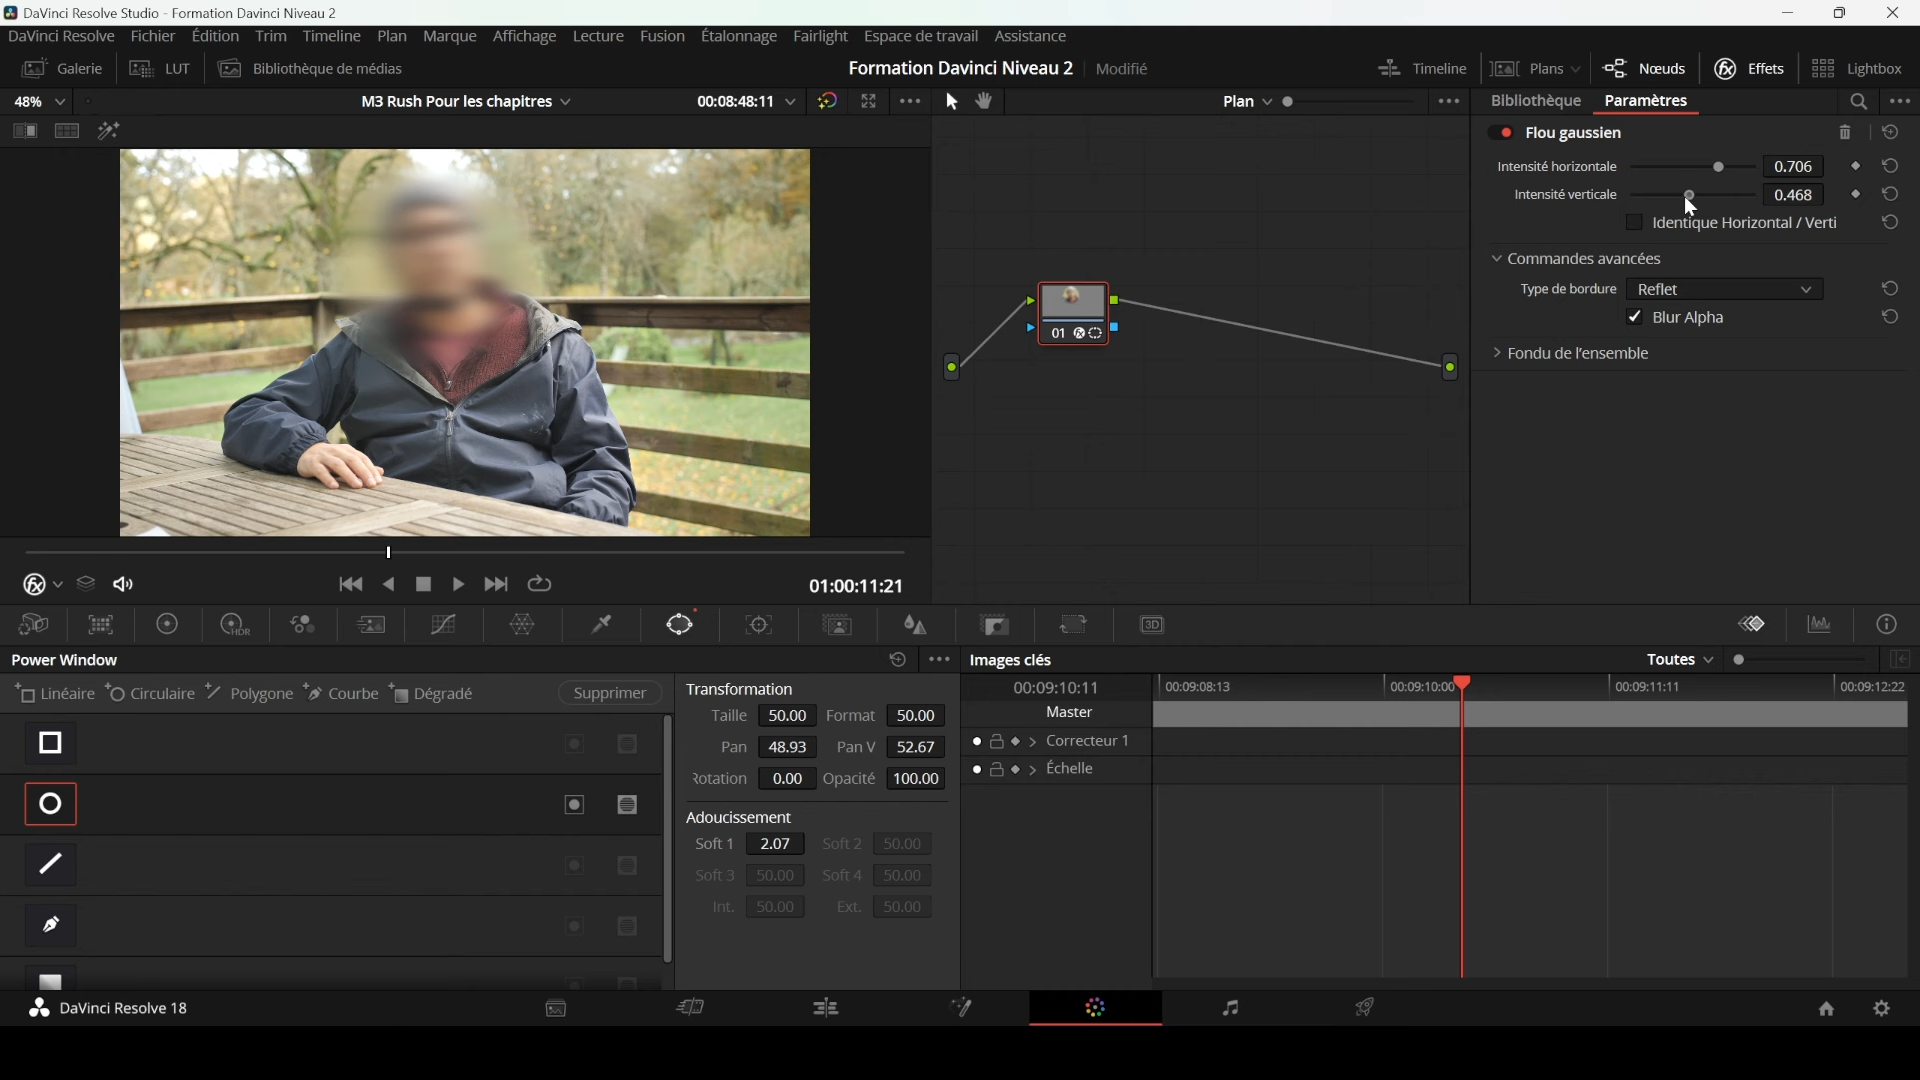 DaVinci Resolve Studio - Formation Davinci Niveau 2
DaVinci Resolve Fichier Édition Trim Timeline Plan Marque Affichage Lecture Fusion Étalonnage Fairlight Espace de travail Assistance
Galerie LUT Bibliothèque de médias Formation Davinci Niveau 2 Modifié Timeline Plans Nœuds Effets Lightbox
48% M3 Rush Pour les chapitres 00:08:48:11 Plan Bibliothèque Paramètres
Flou gaussien
Intensité horizontale 0.706
Intensité verticale 0.468
Identique Horizontal / Verti
Commandes avancées
Type de bordure Reflet
Blur Alpha
Fondu de l'ensemble
01
01:00:11:21
HDR
3D
Power Window
Linéaire Circulaire Polygone Courbe Dégradé Supprimer
Transformation
Taille 50.00 Format 50.00
Pan 48.93 Pan V 52.67
Rotation 0.00 Opacité 100.00
Adoucissement
Soft 1 2.07 Soft 2 50.00
Soft 3 50.00 Soft 4 50.00
Int. 50.00 Ext. 50.00
Images clés Toutes
00:09:10:11 00:09:08:13 00:09:10:00 00:09:11:11 00:09:12:22
Master
Correcteur 1
Échelle
DaVinci Resolve 18